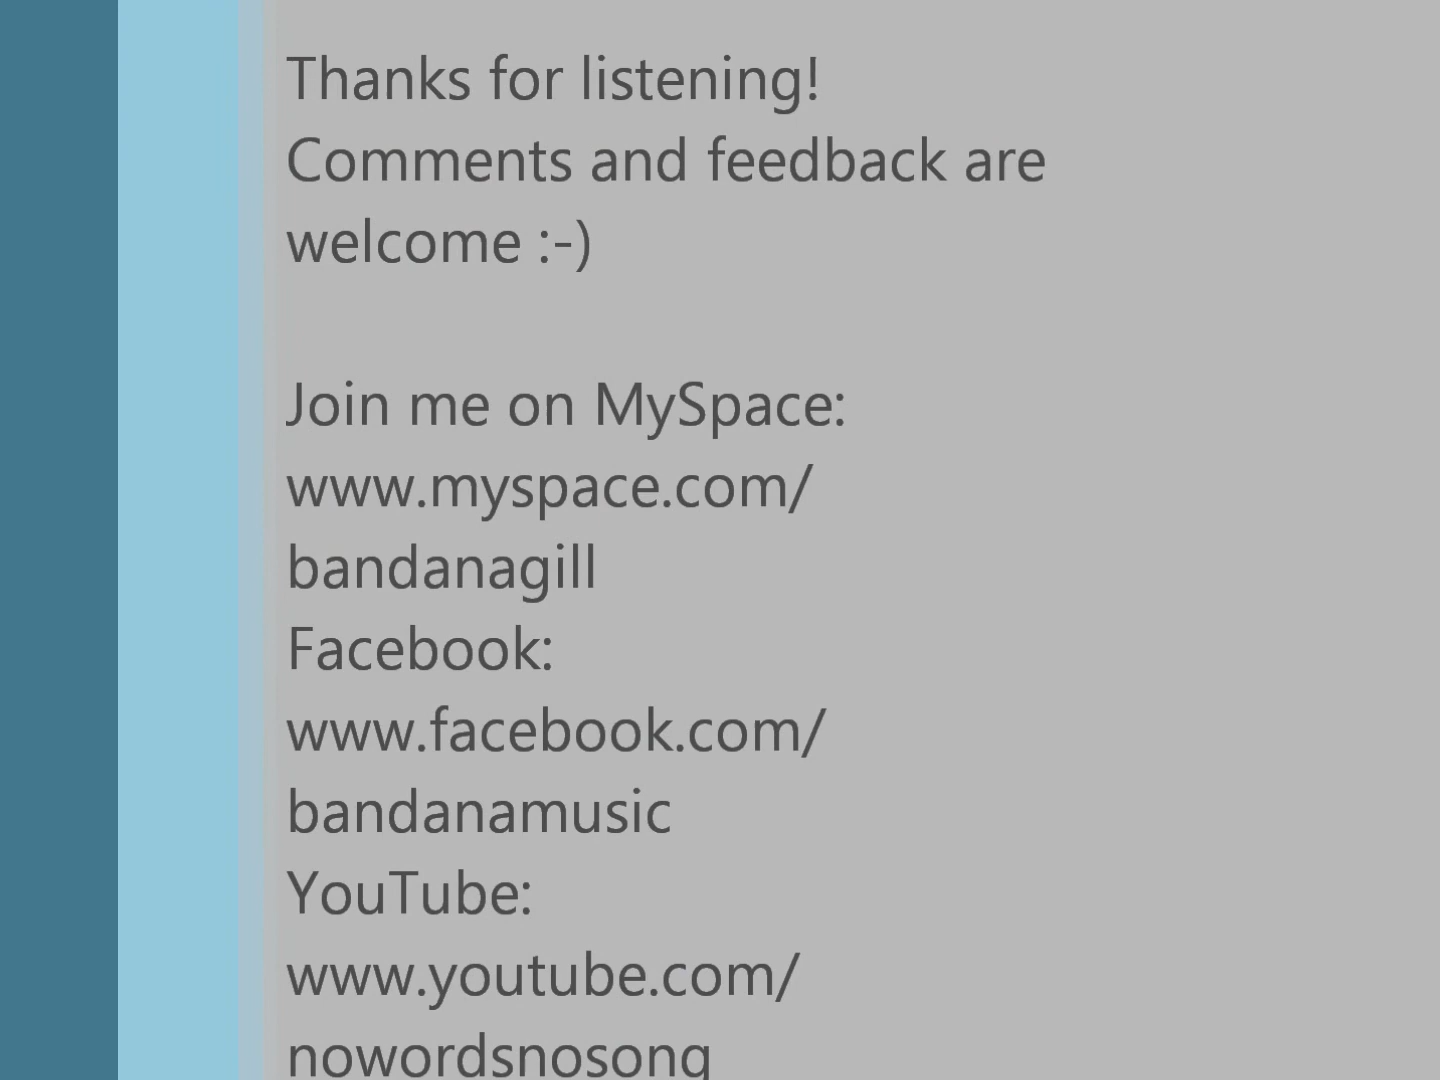 Thanks for listening!
Comments and feedback are
welcome :-)
Join me on MySpace:
www.myspace.com/
bandanagill
Facebook:
www.facebook.com/
bandanamusic
YouTube:
www.youtube.com/
nowordsnosong